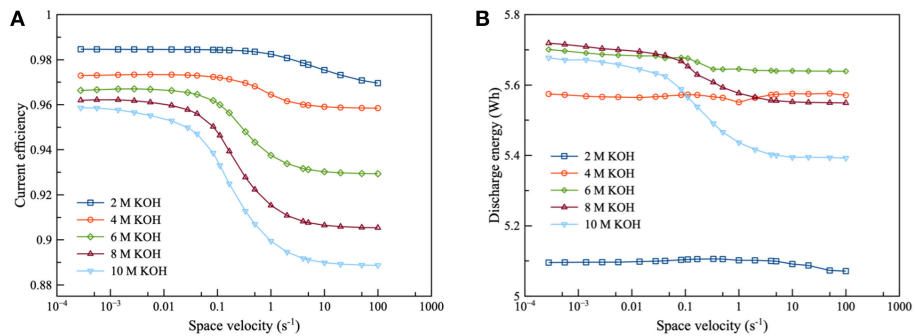 A
1
0.98
0.96
0.94
0.92
0.9
0.88
Current efficiency
2 M KOH
4 M KOH
6 M KOH
8 M KOH
10 M KOH
10⁻⁴
10⁻³
0.01
0.1
1
10
100
1000
Space velocity (s⁻¹)
B
5.8
5.6
5.4
5.2
5
Discharge energy (Wh)
2 M KOH
4 M KOH
6 M KOH
8 M KOH
10 M KOH
10⁻⁴
10⁻³
0.01
0.1
1
10
100
1000
Space velocity (s⁻¹)